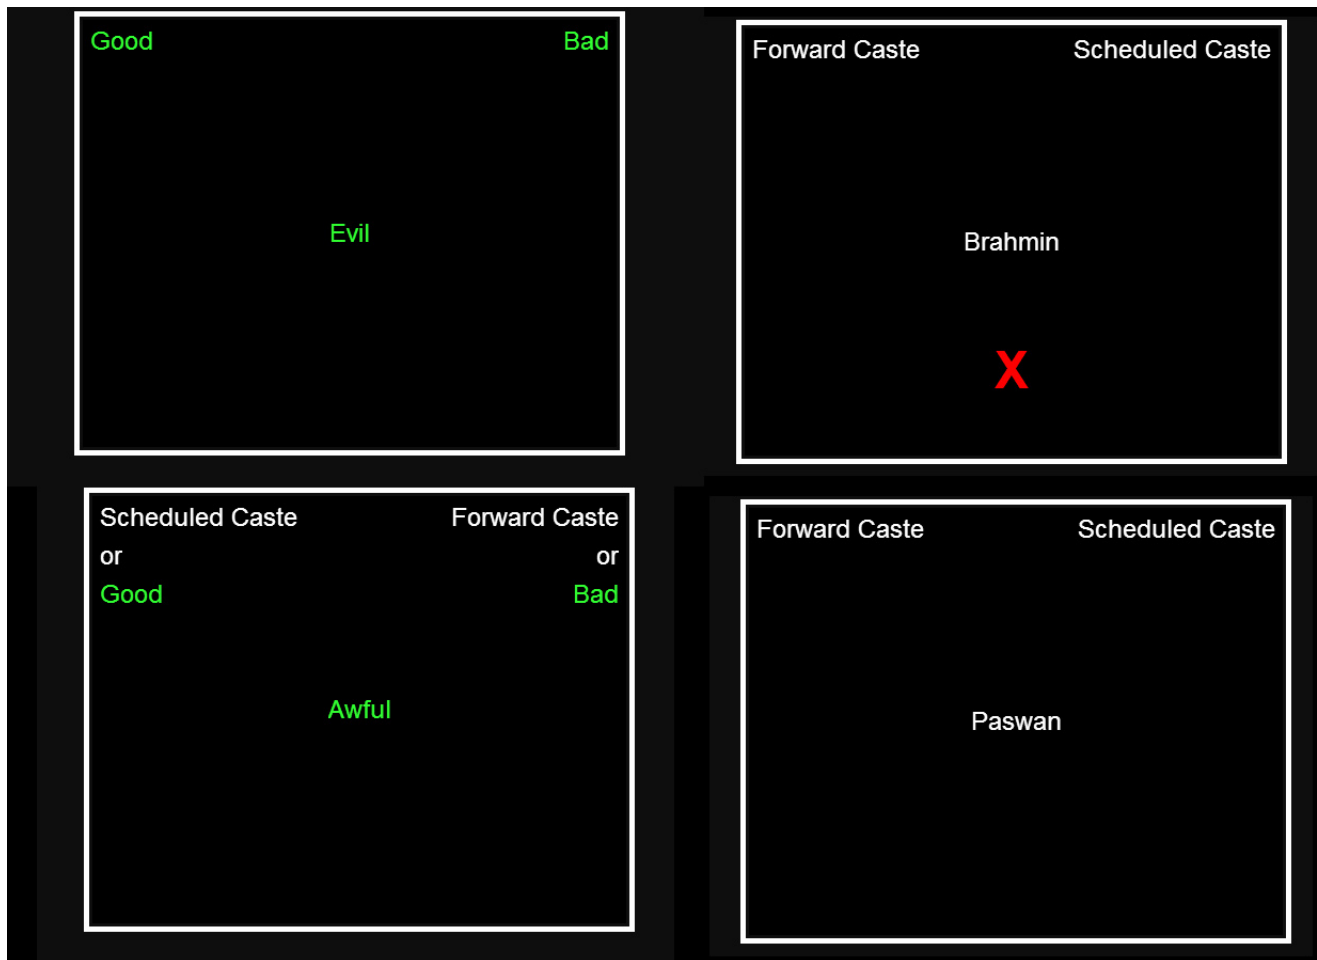 Good Bad
Evil
Forward Caste Scheduled Caste
Brahmin
X
Scheduled Caste Forward Caste
or or
Good Bad
Awful
Forward Caste Scheduled Caste
Paswan